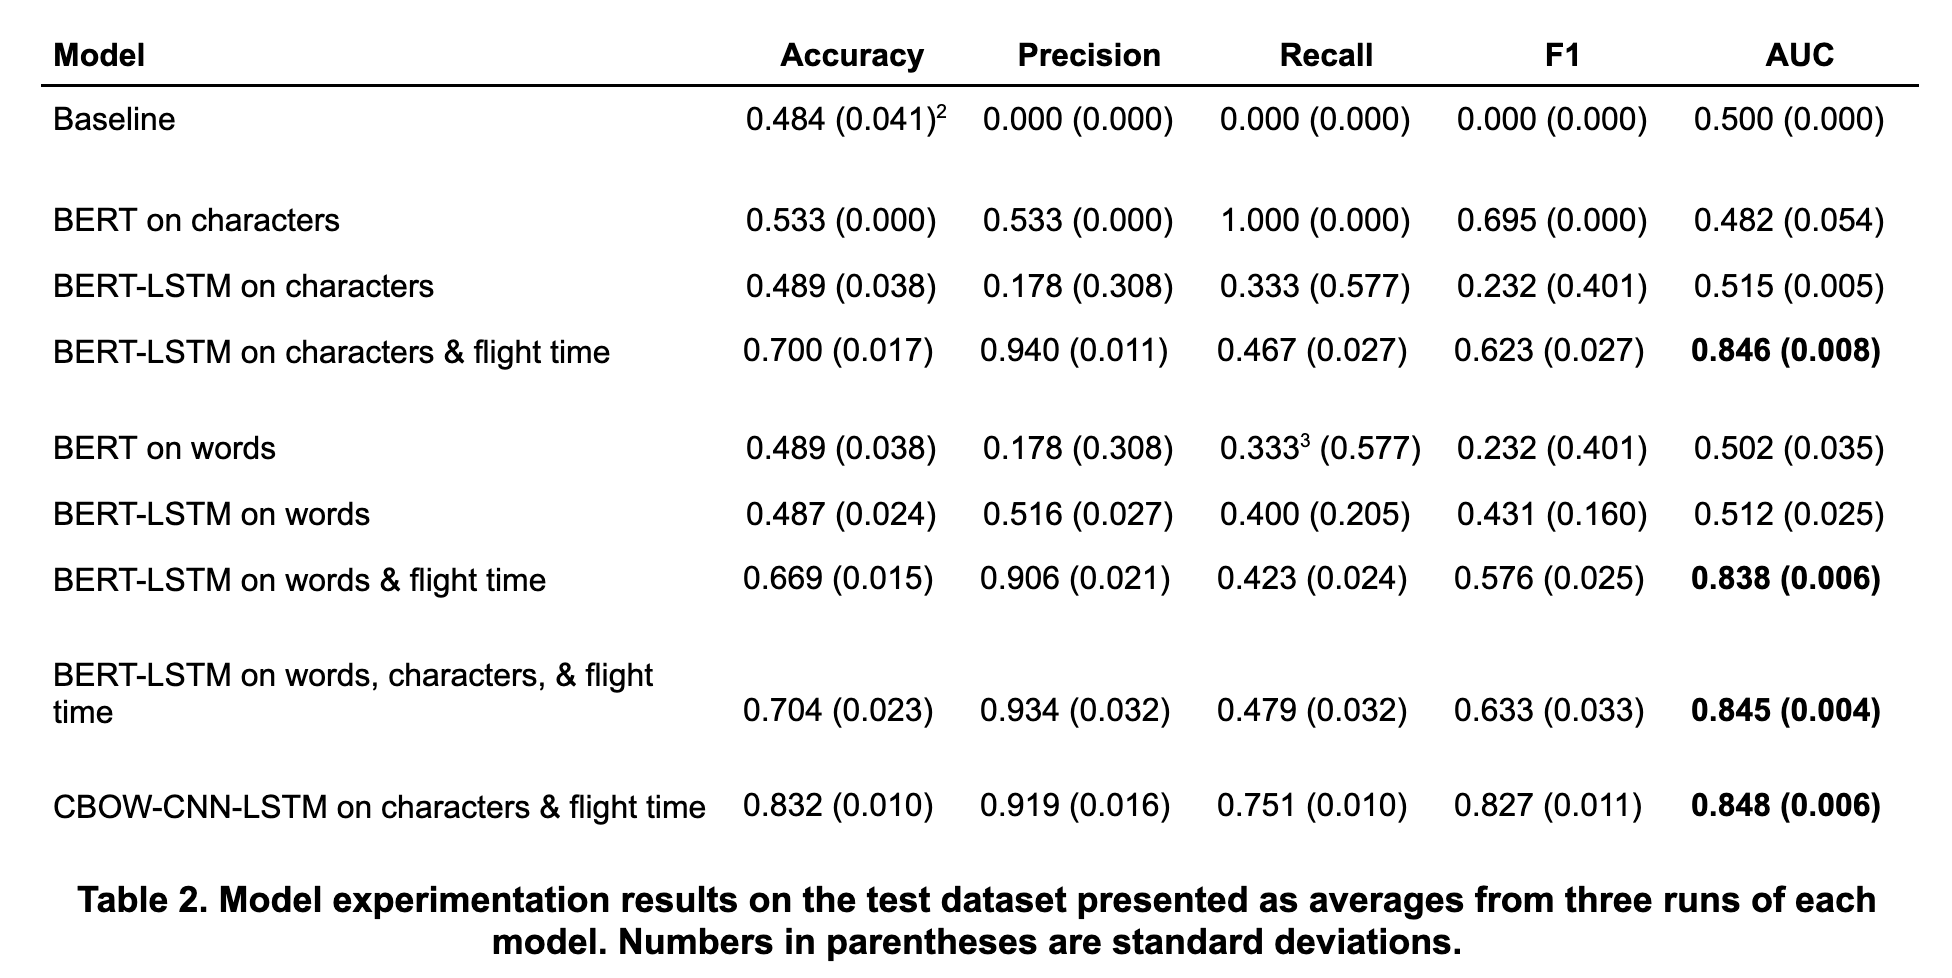 Model Accuracy Precision Recall F1 AUC
Baseline 0.484 (0.041)² 0.000 (0.000) 0.000 (0.000) 0.000 (0.000) 0.500 (0.000)
BERT on characters 0.533 (0.000) 0.533 (0.000) 1.000 (0.000) 0.695 (0.000) 0.482 (0.054)
BERT-LSTM on characters 0.489 (0.038) 0.178 (0.308) 0.333 (0.577) 0.232 (0.401) 0.515 (0.005)
BERT-LSTM on characters & flight time 0.700 (0.017) 0.940 (0.011) 0.467 (0.027) 0.623 (0.027) 0.846 (0.008)
BERT on words 0.489 (0.038) 0.178 (0.308) 0.333³ (0.577) 0.232 (0.401) 0.502 (0.035)
BERT-LSTM on words 0.487 (0.024) 0.516 (0.027) 0.400 (0.205) 0.431 (0.160) 0.512 (0.025)
BERT-LSTM on words & flight time 0.669 (0.015) 0.906 (0.021) 0.423 (0.024) 0.576 (0.025) 0.838 (0.006)
BERT-LSTM on words, characters, & flight
time 0.704 (0.023) 0.934 (0.032) 0.479 (0.032) 0.633 (0.033) 0.845 (0.004)
CBOW-CNN-LSTM on characters & flight time 0.832 (0.010) 0.919 (0.016) 0.751 (0.010) 0.827 (0.011) 0.848 (0.006)
Table 2. Model experimentation results on the test dataset presented as averages from three runs of each
model. Numbers in parentheses are standard deviations.